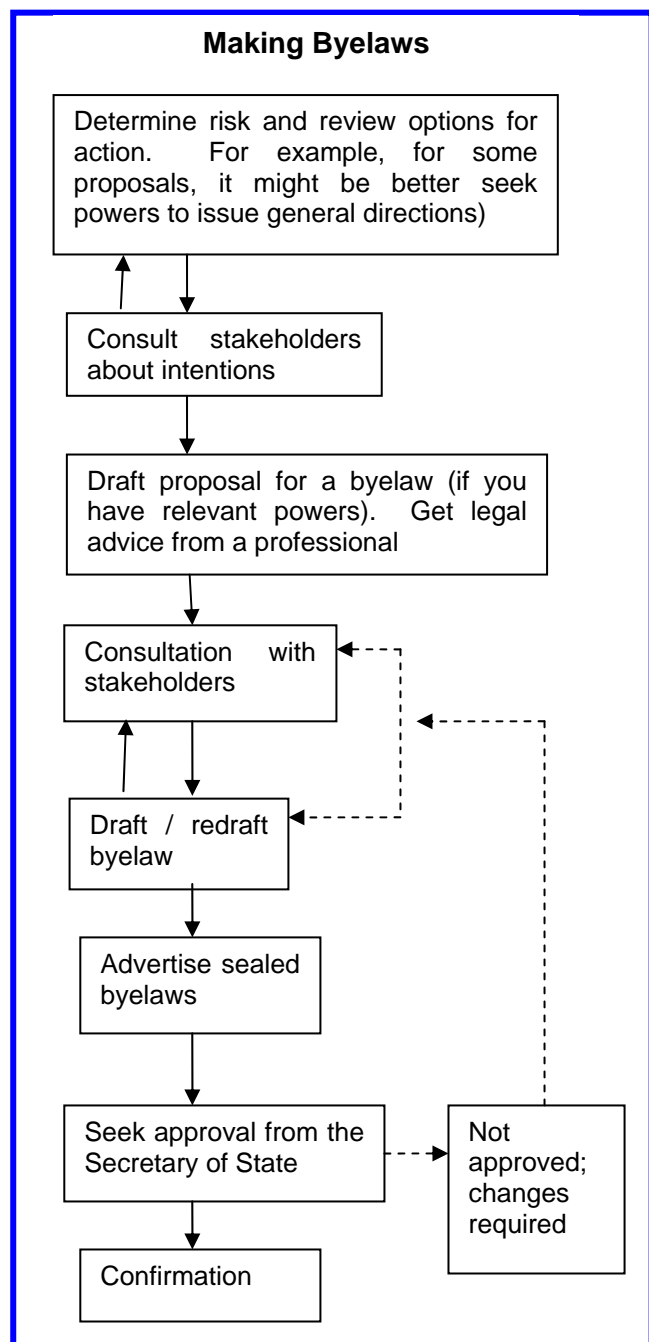 Making Byelaws
Determine risk and review options for
action. For example, for some
proposals, it might be better seek
powers to issue general directions)
Consult stakeholders
about intentions
Draft proposal for a byelaw (if you
have relevant powers). Get legal
advice from a professional
Consultation with
stakeholders
Draft / redraft
byelaw
Advertise sealed
byelaws
Seek approval from the
Secretary of State
Not
approved;
changes
required
Confirmation